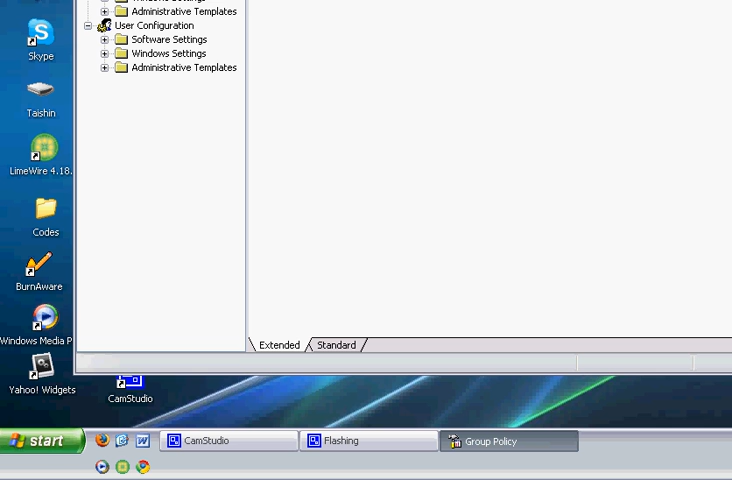 Administrative Templates
User Configuration
Software Settings
Windows Settings
Administrative Templates
Skype
Taishin
LimeWire 4.18.
Codes
BurnAware
Windows Media P
Yahoo! Widgets
CamStudio
Extended
Standard
start
CamStudio
Flashing
Group Policy